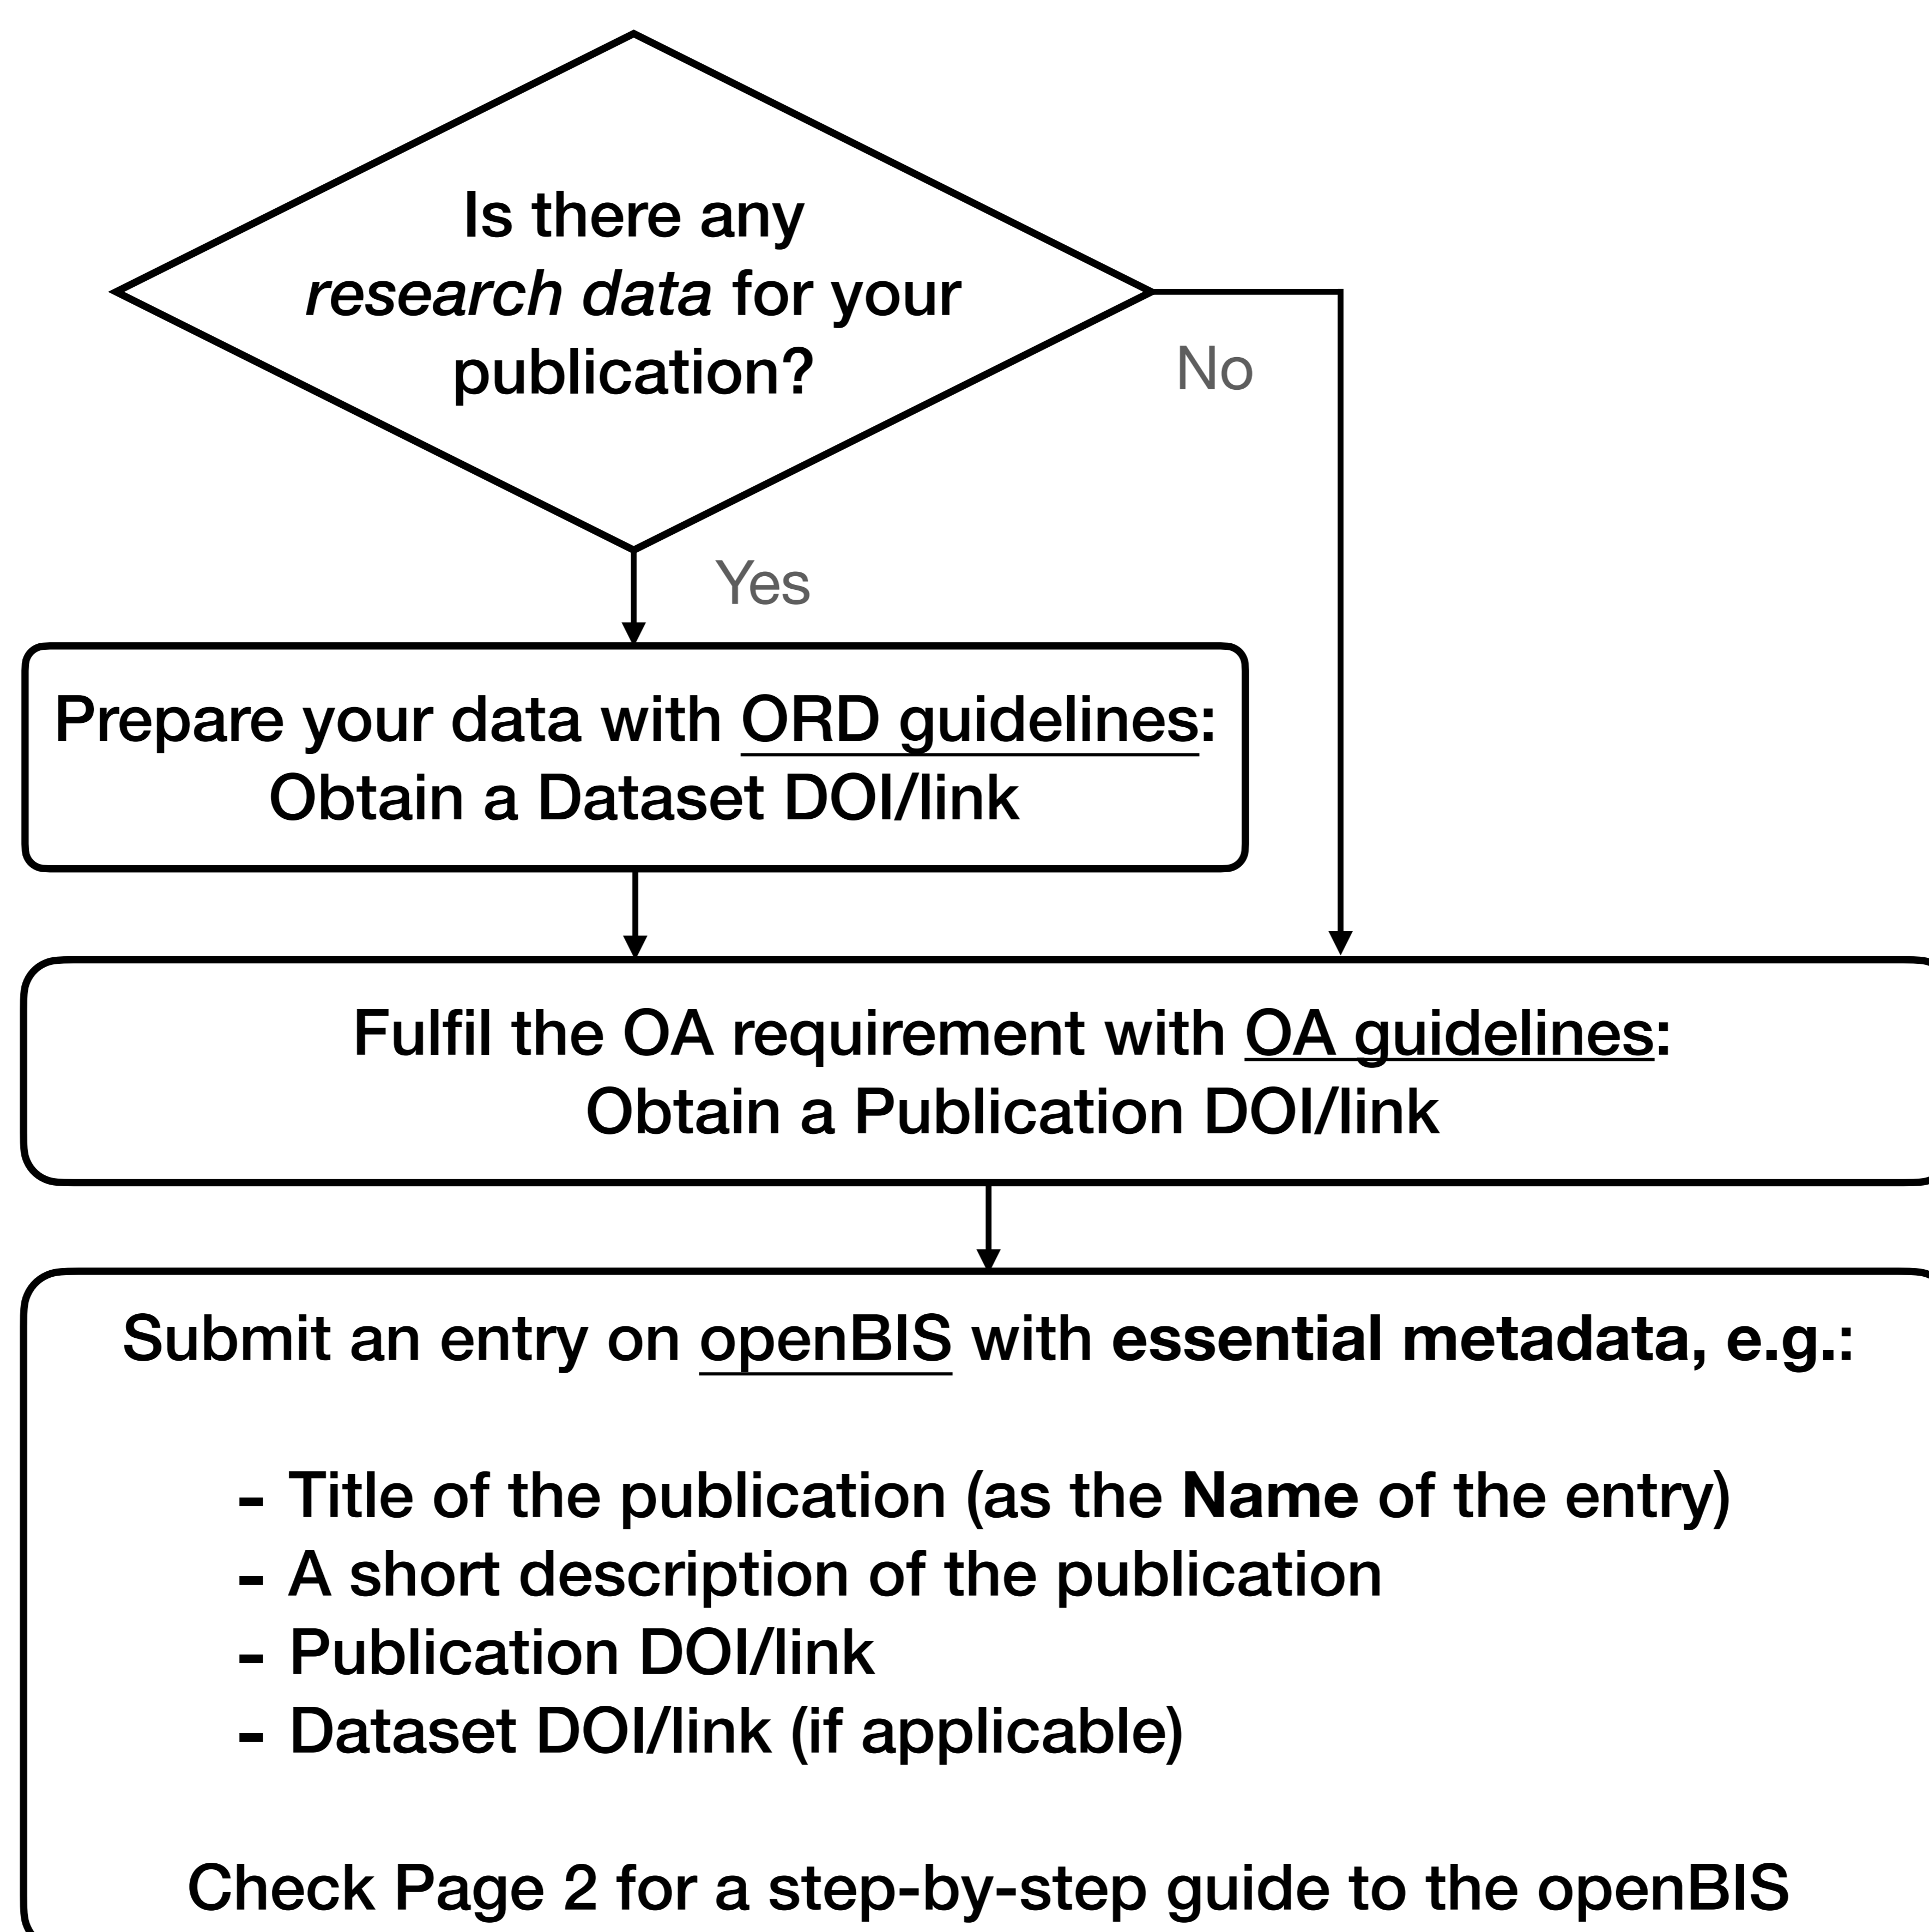 Is there any
research data for your
publication?
No
Yes
Prepare your data with ORD guidelines:
Obtain a Dataset DOI/link
Fulfil the OA requirement with OA guidelines:
Obtain a Publication DOI/link
Submit an entry on openBIS with essential metadata, e.g.:
- Title of the publication (as the Name of the entry)
- A short description of the publication
- Publication DOI/link
- Dataset DOI/link (if applicable)
Check Page 2 for a step-by-step guide to the openBIS